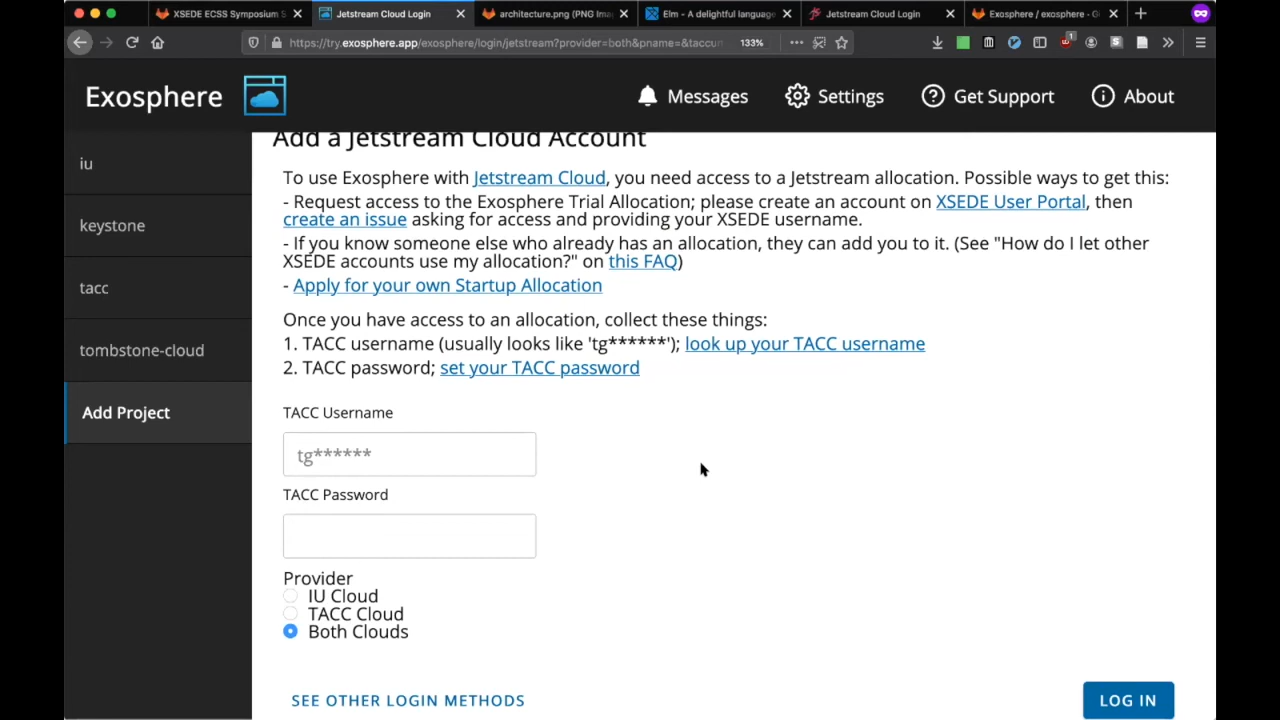 XSEDE ECSS Symposium S
Jetstream Cloud Login
architecture.png (PNG Ima
Elm - A delightful language
Jetstream Cloud Login
Exosphere / exosphere - G
https://try.exosphere.app/exosphere/login/jetstream?provider=both&pname=&taccun
133%
1
Exosphere
Messages
Settings
Get Support
About
iu
keystone
tacc
tombstone-cloud
Add Project
Add a Jetstream Cloud Account
To use Exosphere with Jetstream Cloud, you need access to a Jetstream allocation. Possible ways to get this:
- Request access to the Exosphere Trial Allocation; please create an account on XSEDE User Portal, then
create an issue asking for access and providing your XSEDE username.
- If you know someone else who already has an allocation, they can add you to it. (See "How do I let other
XSEDE accounts use my allocation?" on this FAQ)
- Apply for your own Startup Allocation
Once you have access to an allocation, collect these things:
1. TACC username (usually looks like 'tg******'); look up your TACC username
2. TACC password; set your TACC password
TACC Username
tg******
TACC Password
Provider
IU Cloud
TACC Cloud
Both Clouds
SEE OTHER LOGIN METHODS
LOG IN